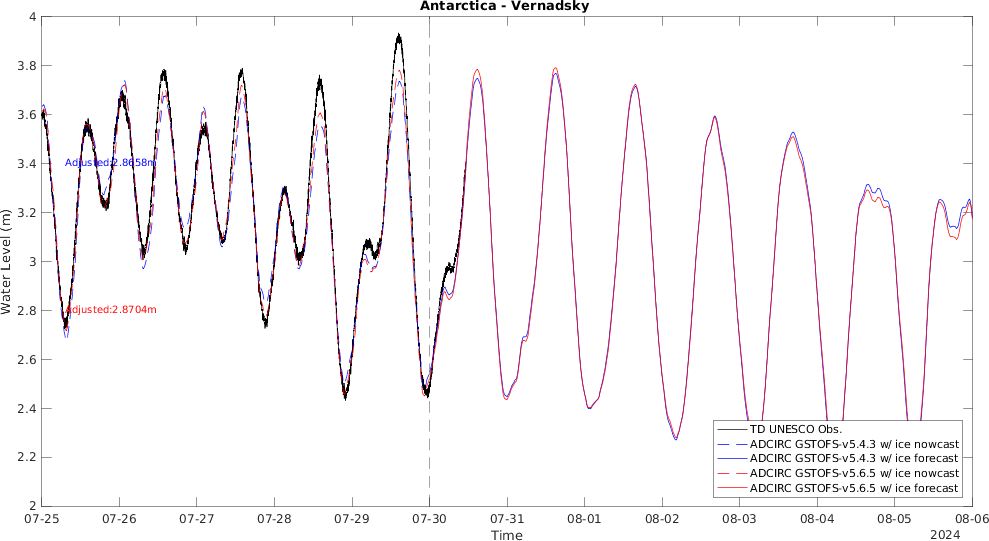 Antarctica - Vernadsky
4
3.8
3.6
3.4
3.2
3
2.8
2.6
2.4
2.2
2
Water Level (m)
Adjusted:2.8658m
Adjusted:2.8704m
TD UNESCO Obs.
ADCIRC GSTOFS-v5.4.3 w/ ice nowcast
ADCIRC GSTOFS-v5.4.3 w/ ice forecast
ADCIRC GSTOFS-v5.6.5 w/ ice nowcast
ADCIRC GSTOFS-v5.6.5 w/ ice forecast
07-25 07-26 07-27 07-28 07-29 07-30 07-31 08-01 08-02 08-03 08-04 08-05 08-06
Time
2024